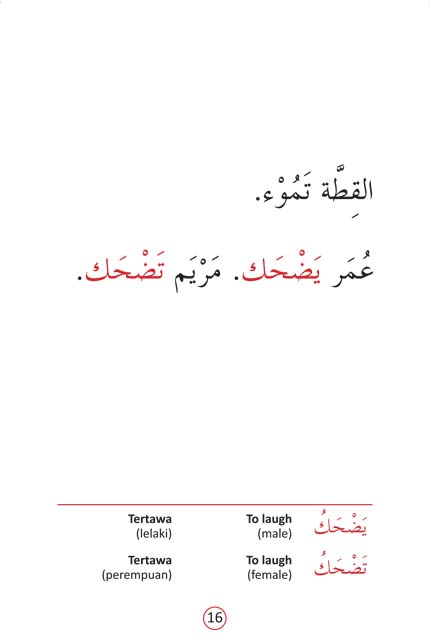 القِطَّة تَمُوْء.
عُمَر يَضْحَك. مَرْيَم تَضْحَك.
يَضْحَكُ To laugh Tertawa
(male) (lelaki)
تَضْحَكُ To laugh Tertawa
(female) (perempuan)
16